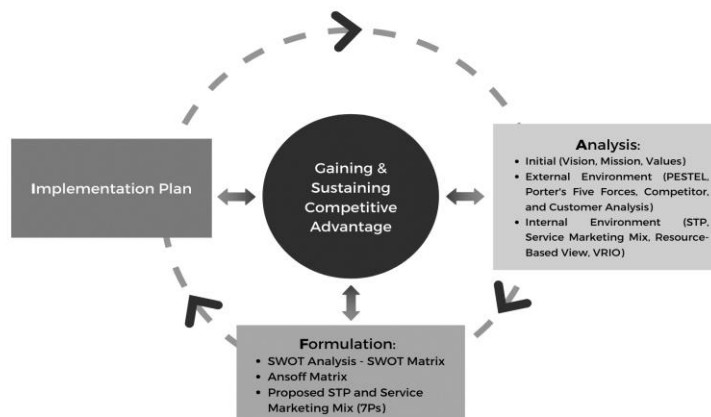 Implementation Plan
Gaining &
Sustaining
Competitive
Advantage
Analysis:
• Initial (Vision, Mission, Values)
• External Environment (PESTEL,
Porter's Five Forces, Competitor,
and Customer Analysis)
• Internal Environment (STP,
Service Marketing Mix, Resource-
Based View, VRIO)
Formulation:
• SWOT Analysis - SWOT Matrix
• Ansoff Matrix
• Proposed STP and Service
Marketing Mix (7Ps)